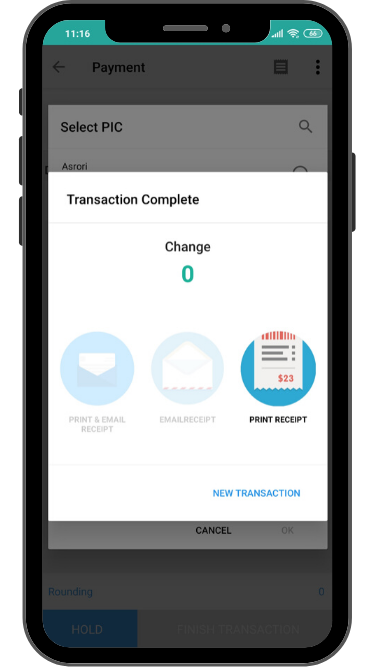 11:16
66
Payment
Select PIC
Asrori
Transaction Complete
Change
0
$23
PRINT & EMAIL
RECEIPT
EMAILRECEIPT
PRINT RECEIPT
NEW TRANSACTION
CANCEL
OK
Rounding
0
HOLD
FINISH TRANSACTION